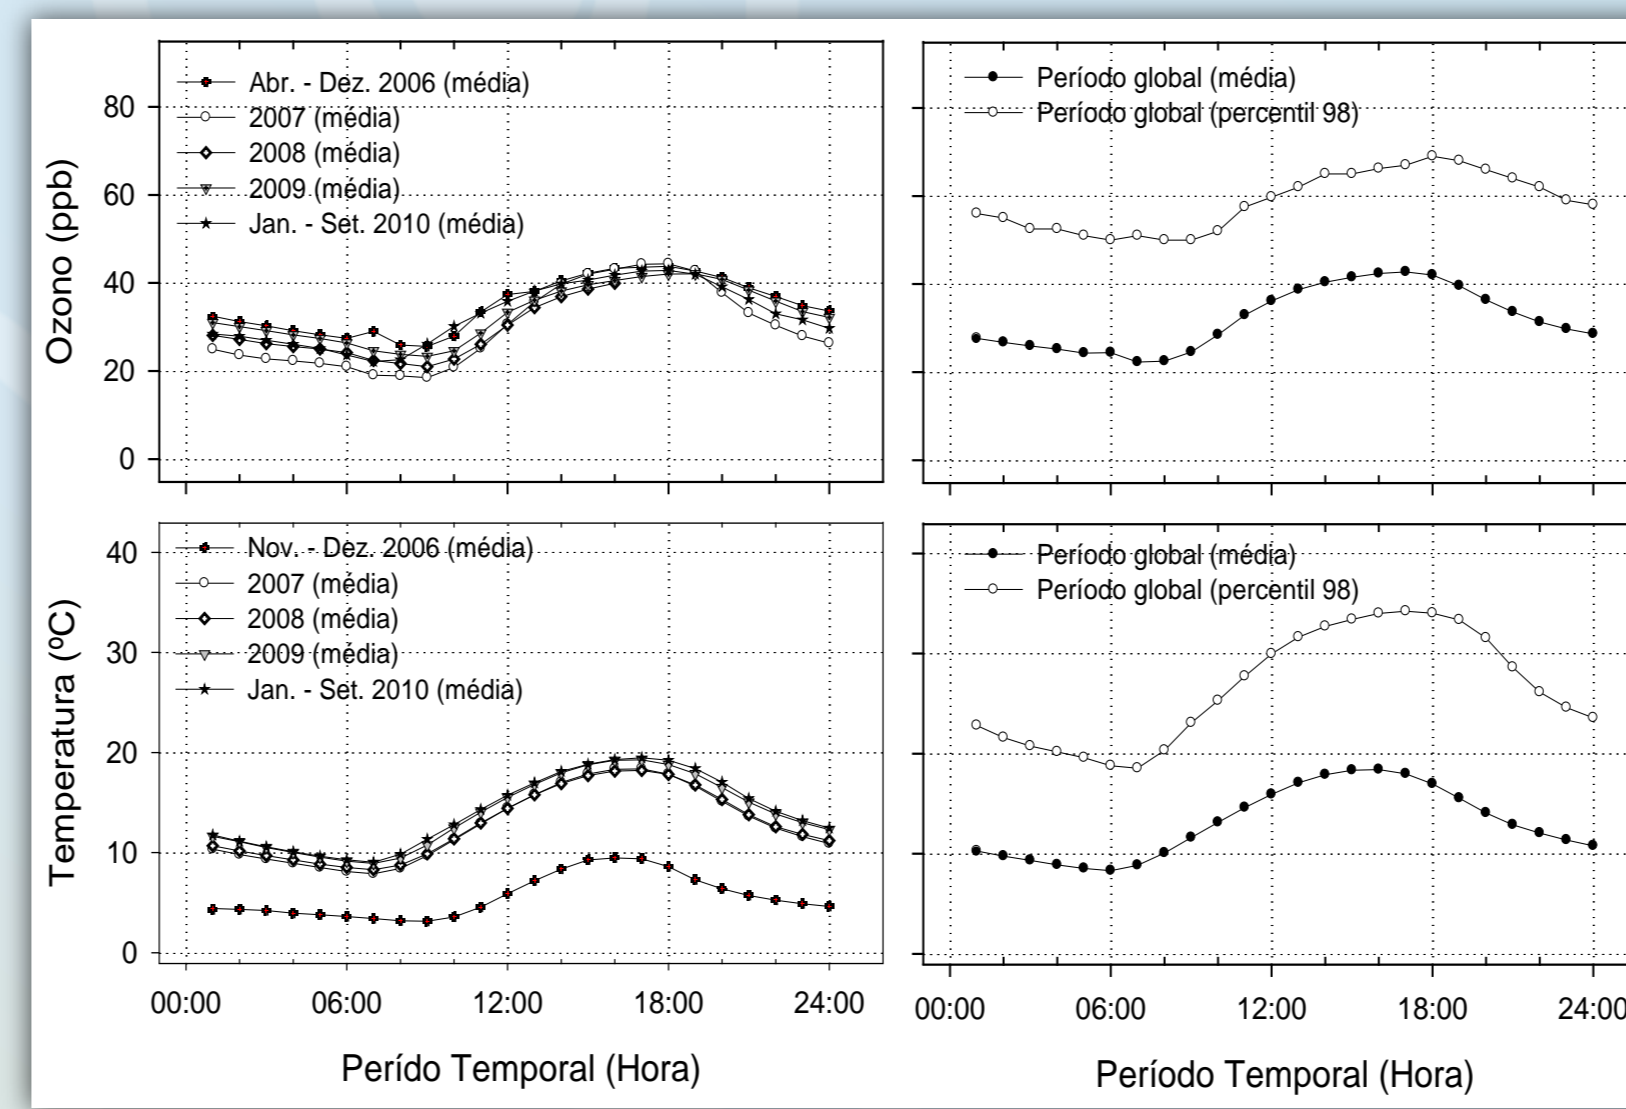 Ozono (ppb)
80
60
40
20
0
Abr. - Dez. 2006 (média)
2007 (média)
2008 (média)
2009 (média)
Jan. - Set. 2010 (média)
Período global (média)
Período global (percentil 98)
Temperatura (ºC)
40
30
20
10
0
Nov. - Dez. 2006 (média)
2007 (média)
2008 (média)
2009 (média)
Jan. - Set. 2010 (média)
00:00 06:00 12:00 18:00 24:00
Perído Temporal (Hora)
Período global (média)
Período global (percentil 98)
00:00 06:00 12:00 18:00 24:00
Período Temporal (Hora)